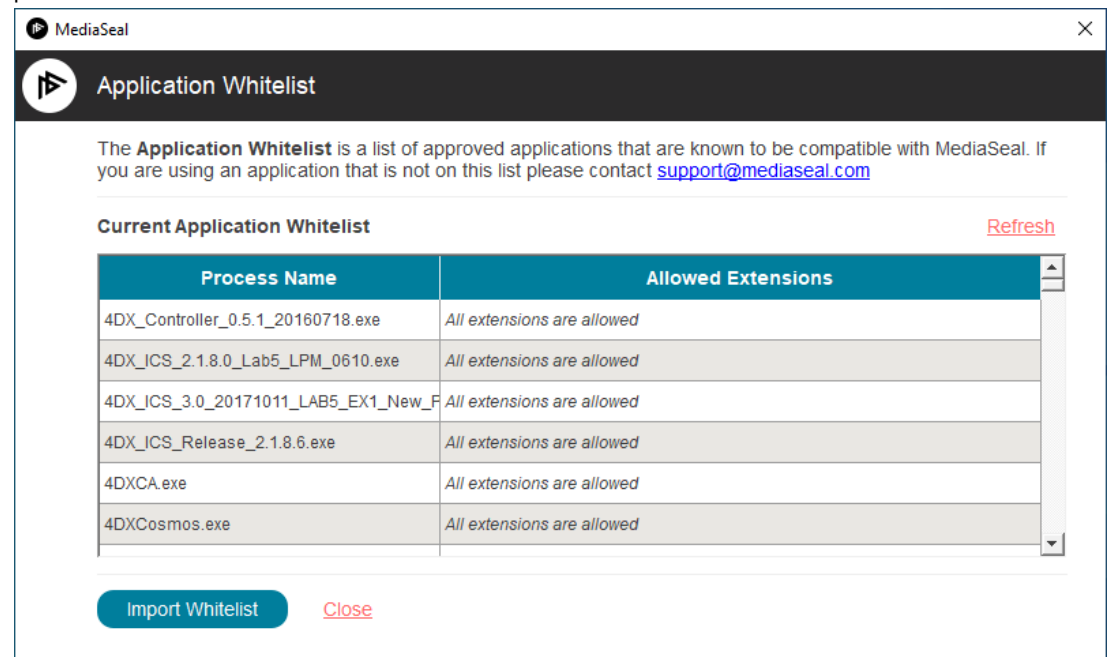 MediaSeal
Application Whitelist
The Application Whitelist is a list of approved applications that are known to be compatible with MediaSeal. If
you are using an application that is not on this list please contact support@mediaseal.com
Current Application Whitelist Refresh
Process Name Allowed Extensions
4DX_Controller_0.5.1_20160718.exe All extensions are allowed
4DX_ICS_2.1.8.0_Lab5_LPM_0610.exe All extensions are allowed
4DX_ICS_3.0_20171011_LAB5_EX1_New_F All extensions are allowed
4DX_ICS_Release_2.1.8.6.exe All extensions are allowed
4DXCA.exe All extensions are allowed
4DXCosmos.exe All extensions are allowed
Import Whitelist Close